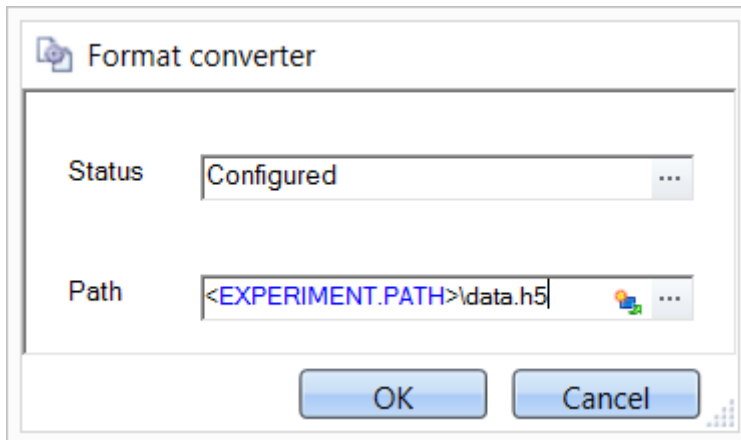 Format converter
Status Configured ...
Path <EXPERIMENT.PATH>\data.h5 ...
OK Cancel